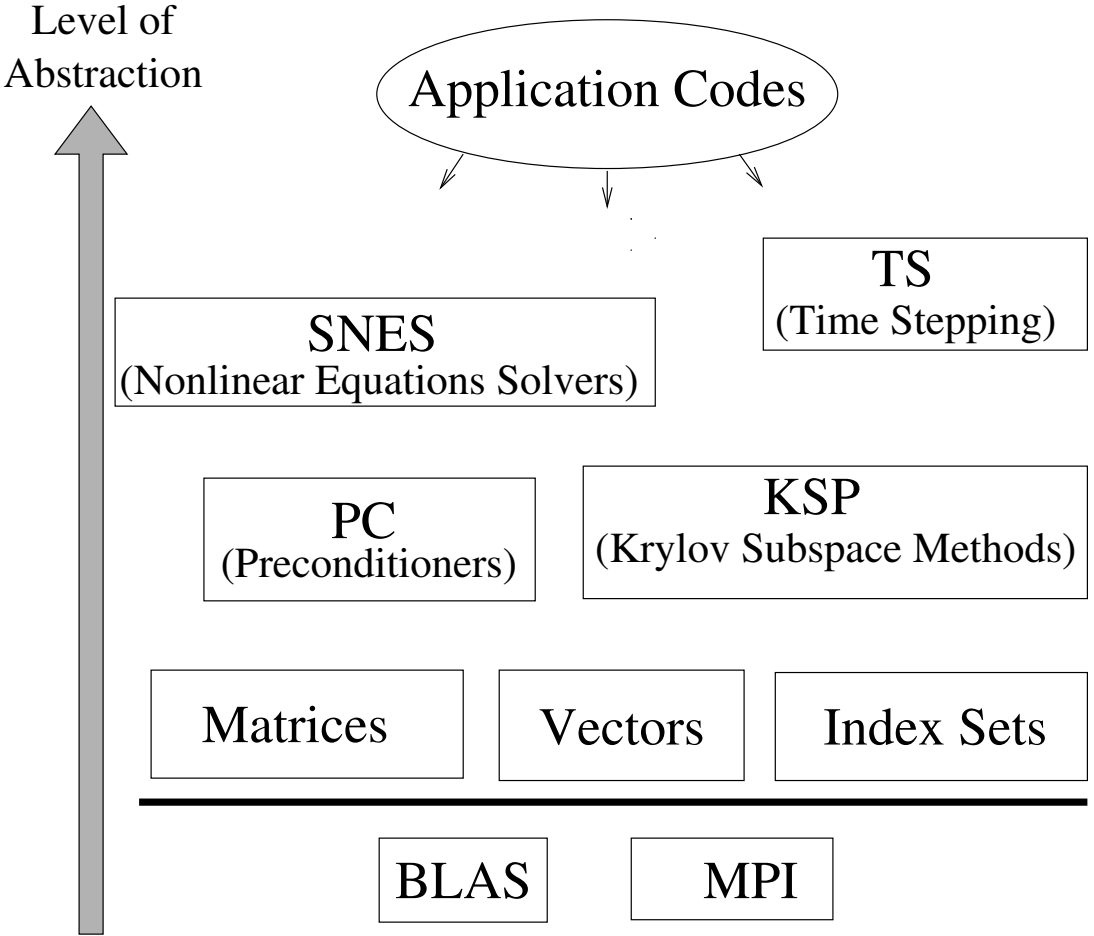 Level of
Abstraction
Application Codes
TS
(Time Stepping)
SNES
(Nonlinear Equations Solvers)
PC
(Preconditioners)
KSP
(Krylov Subspace Methods)
Matrices
Vectors
Index Sets
BLAS
MPI